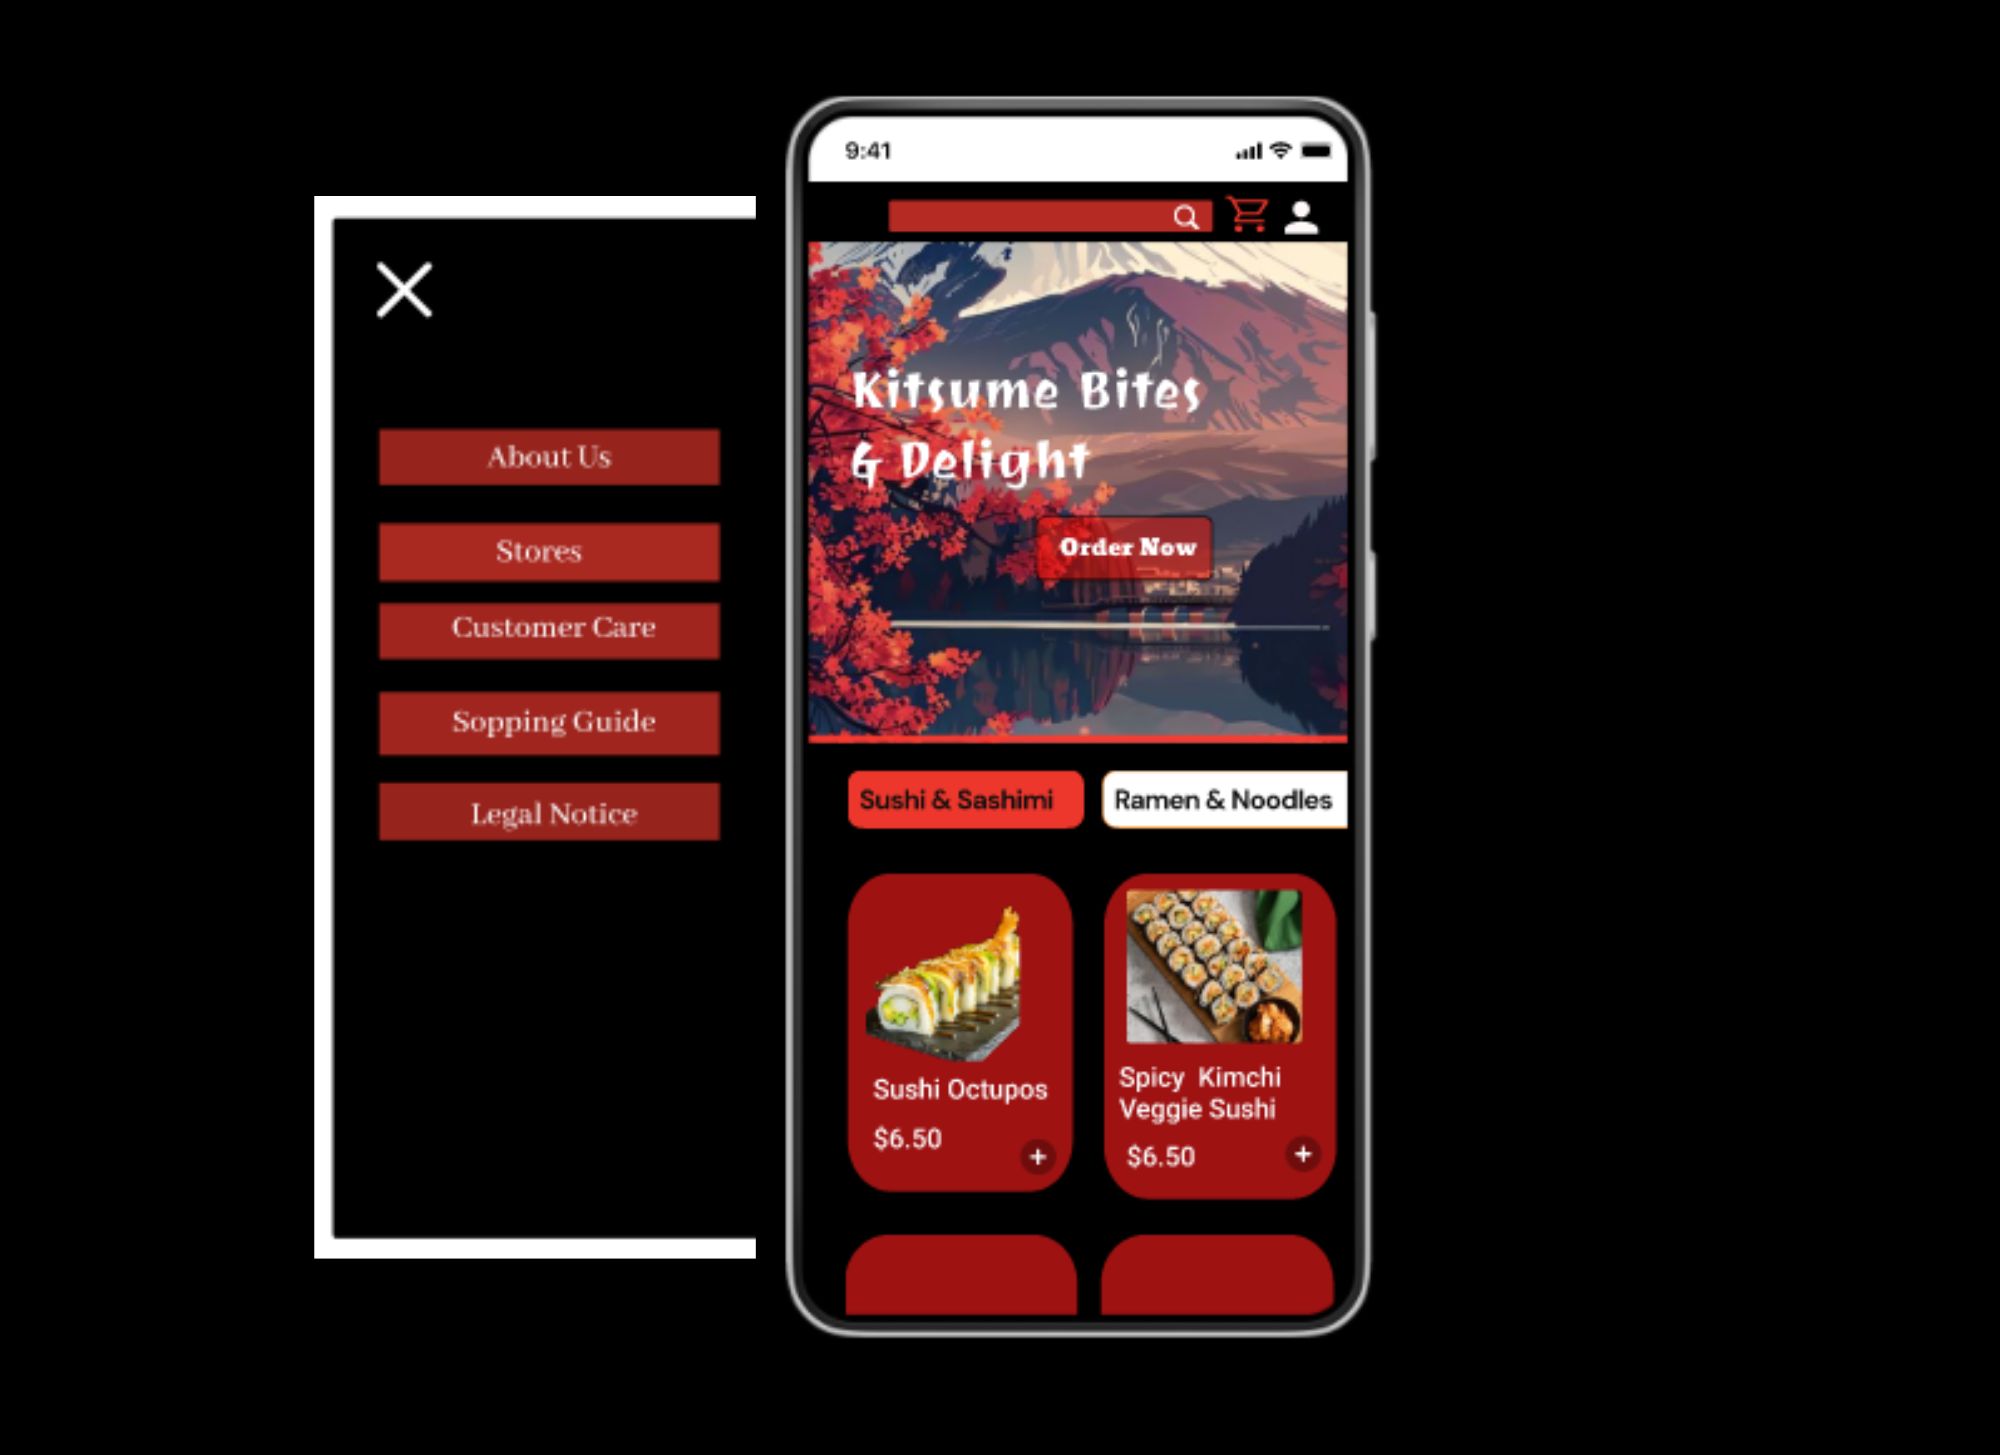 About Us
Stores
Customer Care
Sopping Guide
Legal Notice
9:41
Kitsume Bites
& Delight
Order Now
Sushi & Sashimi
Ramen & Noodles
Sushi Octupos
$6.50
+
Spicy Kimchi
Veggie Sushi
$6.50
+